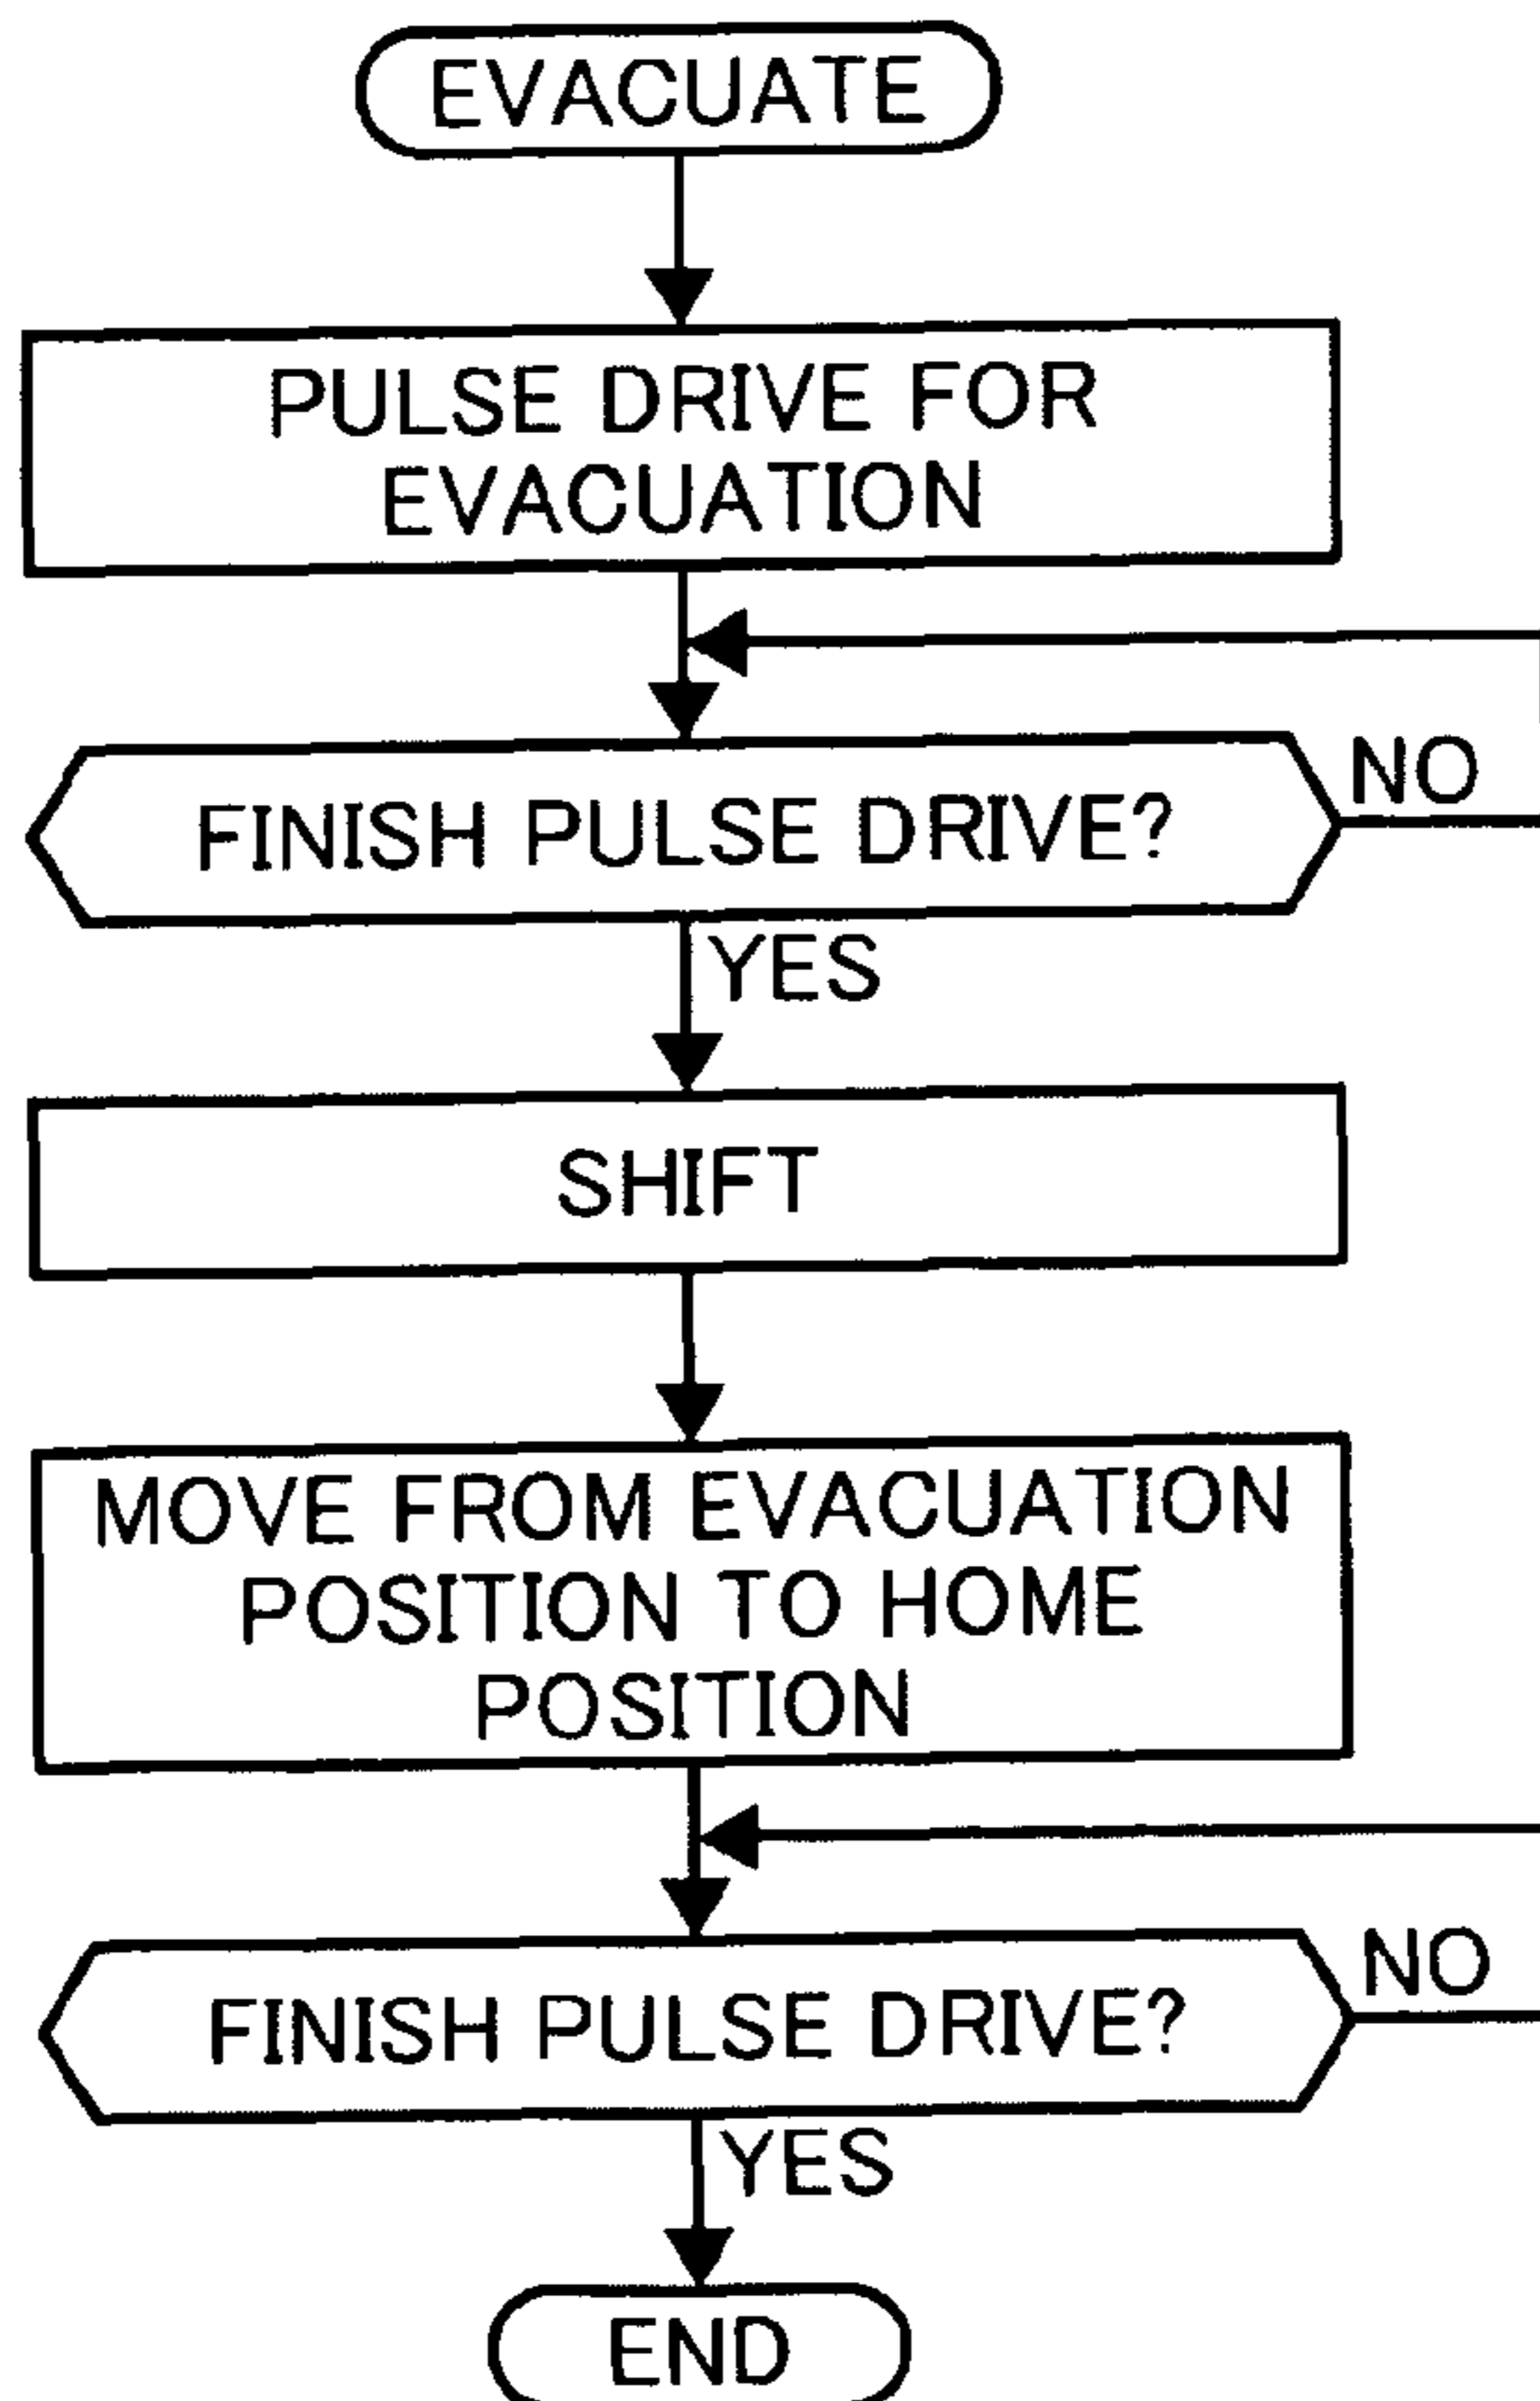 EVACUATE
PULSE DRIVE FOR
EVACUATION
FINISH PULSE DRIVE?
NO
YES
SHIFT
MOVE FROM EVACUATION
POSITION TO HOME
POSITION
FINISH PULSE DRIVE?
NO
YES
END